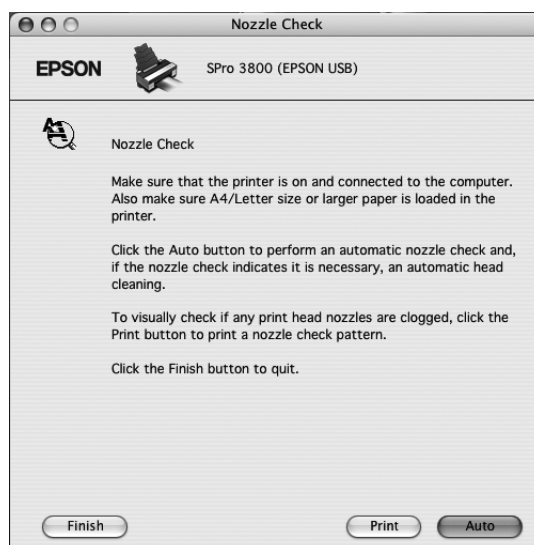 Nozzle Check
EPSON
SPro 3800 (EPSON USB)
Nozzle Check
Make sure that the printer is on and connected to the computer.
Also make sure A4/Letter size or larger paper is loaded in the
printer.
Click the Auto button to perform an automatic nozzle check and,
if the nozzle check indicates it is necessary, an automatic head
cleaning.
To visually check if any print head nozzles are clogged, click the
Print button to print a nozzle check pattern.
Click the Finish button to quit.
Finish
Print
Auto